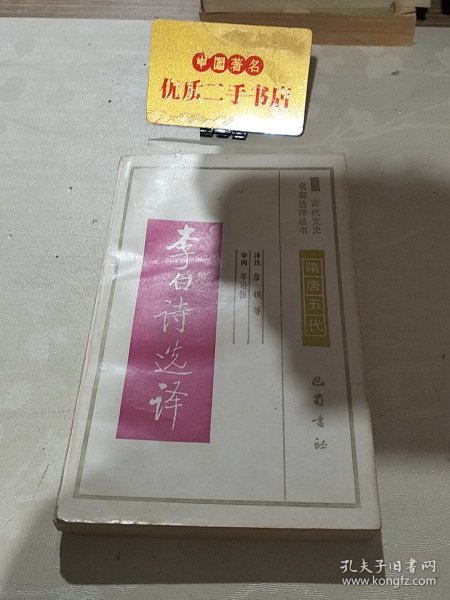 中国著名
优质二手书店
古代文史
名著选译丛书
隋唐五代
译注 詹锳 等
审阅 章培恒
李白诗选译
巴蜀书社
孔夫子旧书网
www.kongfz.com